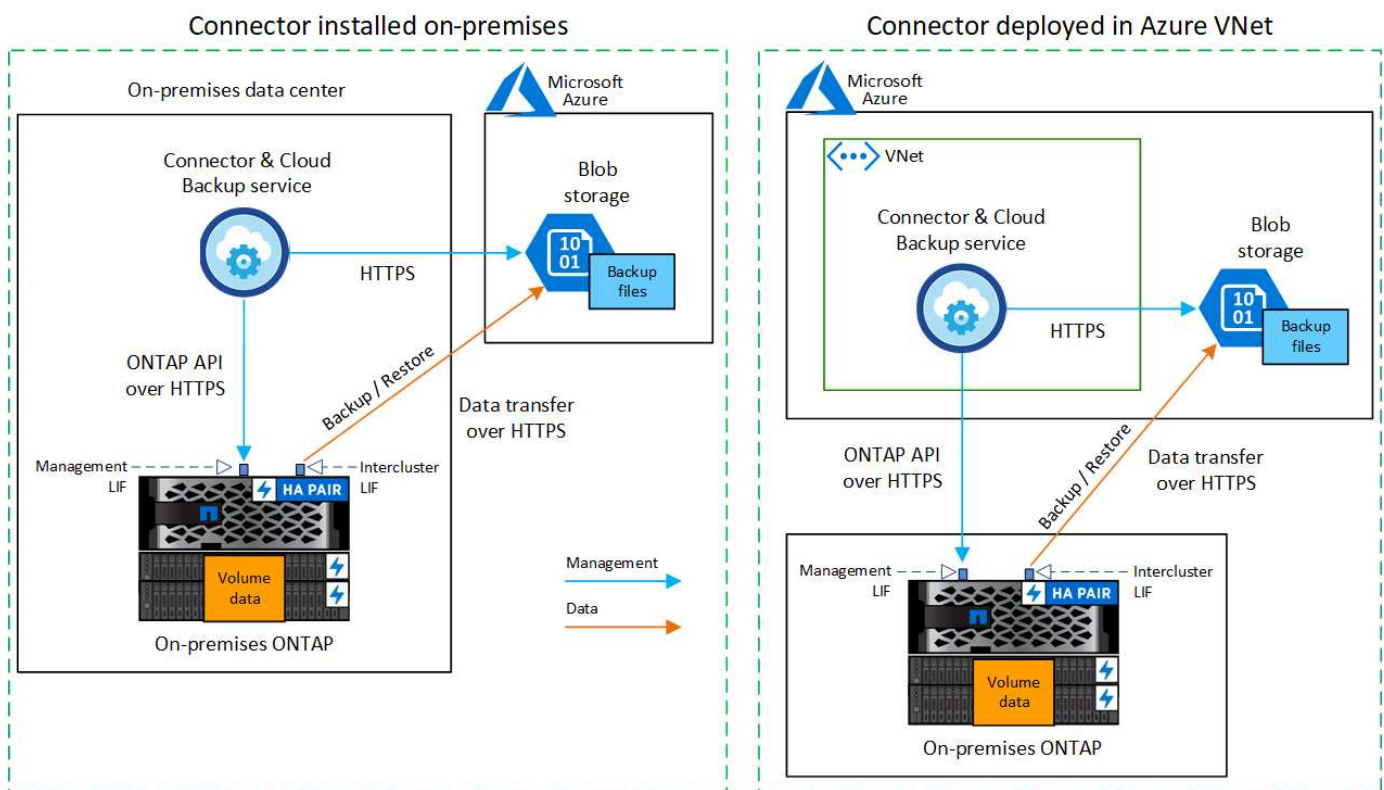 Connector installed on-premises
On-premises data center
Microsoft
Azure
Connector & Cloud
Backup service
Blob
storage
10
01
Backup
files
HTTPS
ONTAP API
over HTTPS
Backup / Restore
Data transfer
over HTTPS
Management
LIF
Intercluster
LIF
HA PAIR
Volume
data
On-premises ONTAP
Management
Data
Connector deployed in Azure VNet
Microsoft
Azure
VNet
Connector & Cloud
Backup service
Blob
storage
10
01
Backup
files
HTTPS
ONTAP API
over HTTPS
Backup / Restore
Data transfer
over HTTPS
Management
LIF
Intercluster
LIF
HA PAIR
Volume
data
On-premises ONTAP